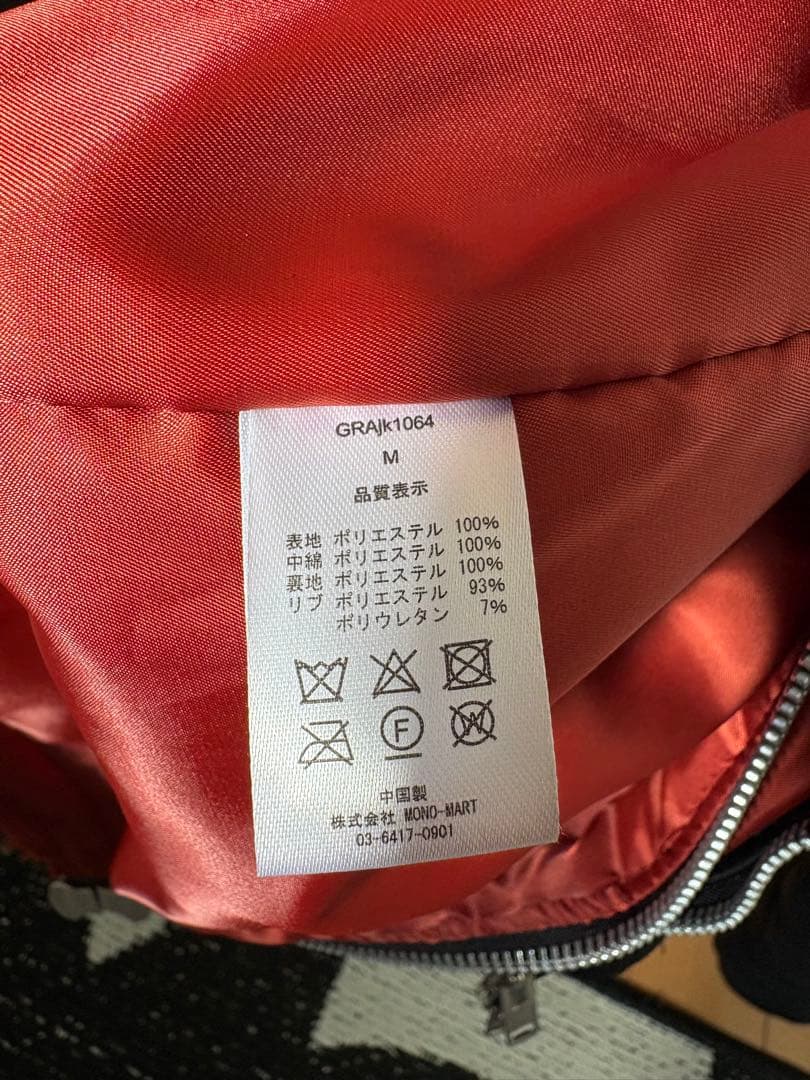 GRAjk1064
M
品質表示
表地 ポリエステル 100%
中綿 ポリエステル 100%
裏地 ポリエステル 100%
リブ ポリエステル 93%
ポリウレタン 7%
F
W
中国製
株式会社 MONO-MART
03-6417-0901